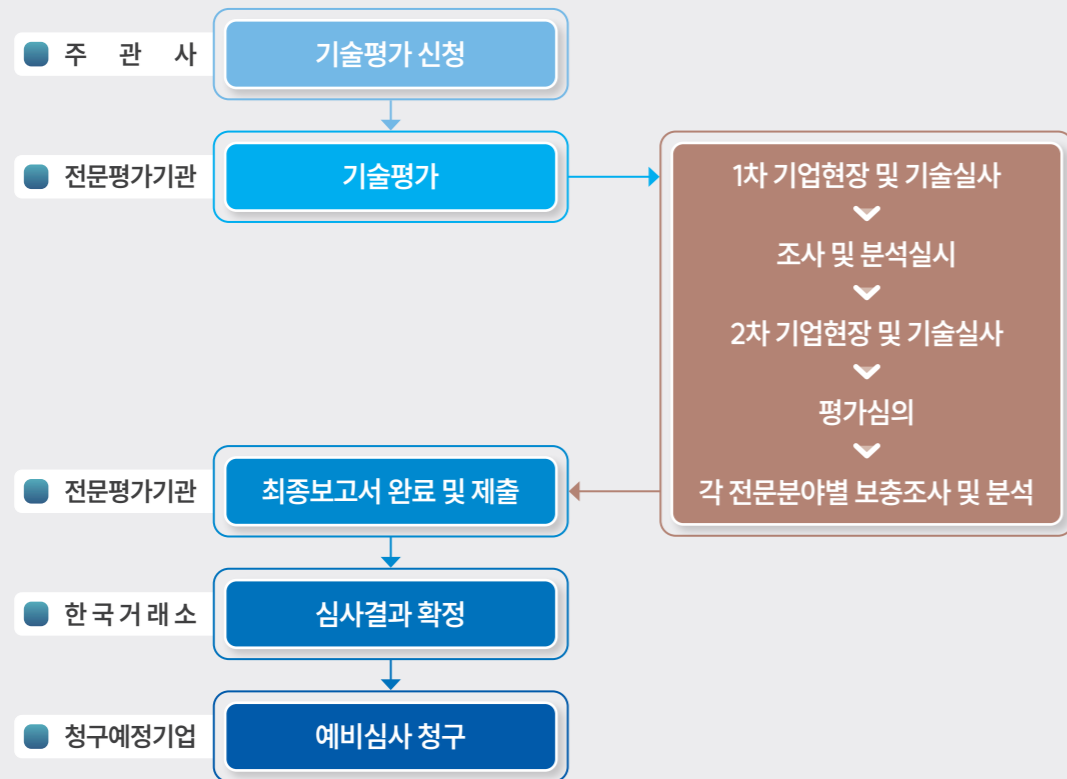 주 관 사
기술평가 신청
전문평가기관
기술평가
1차 기업현장 및 기술실사
조사 및 분석실시
2차 기업현장 및 기술실사
평가심의
각 전문분야별 보충조사 및 분석
전문평가기관
최종보고서 완료 및 제출
한국거래소
심사결과 확정
청구예정기업
예비심사 청구